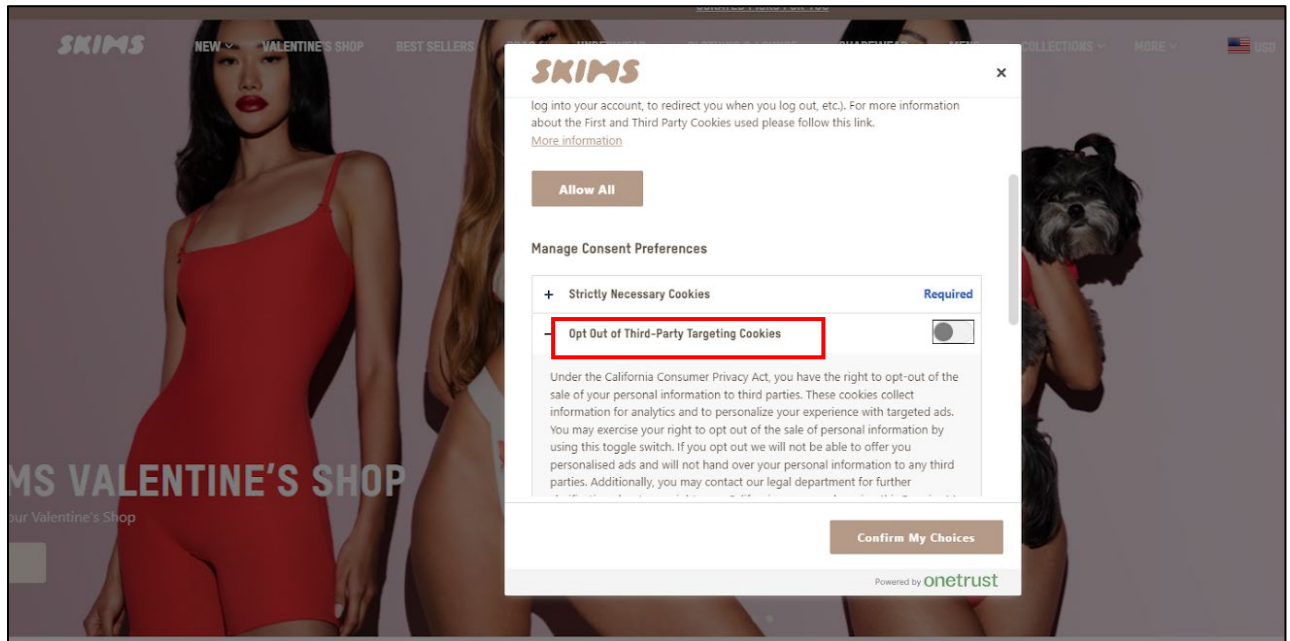 CURATED PICKS FOR YOU
SKIMS
NEW
VALENTINE'S SHOP
BEST SELLERS
COLLECTIONS
MORE
USD
SKIMS
×
log into your account, to redirect you when you log out, etc.). For more information
about the First and Third Party Cookies used please follow this link.
More information
Allow All
Manage Consent Preferences
+ Strictly Necessary Cookies Required
– Opt Out of Third-Party Targeting Cookies
Under the California Consumer Privacy Act, you have the right to opt-out of the
sale of your personal information to third parties. These cookies collect
information for analytics and to personalize your experience with targeted ads.
You may exercise your right to opt out of the sale of personal information by
using this toggle switch. If you opt out we will not be able to offer you
personalised ads and will not hand over your personal information to any third
parties. Additionally, you may contact our legal department for further
MS VALENTINE'S SHOP
our Valentine's Shop
Confirm My Choices
Powered by onetrust